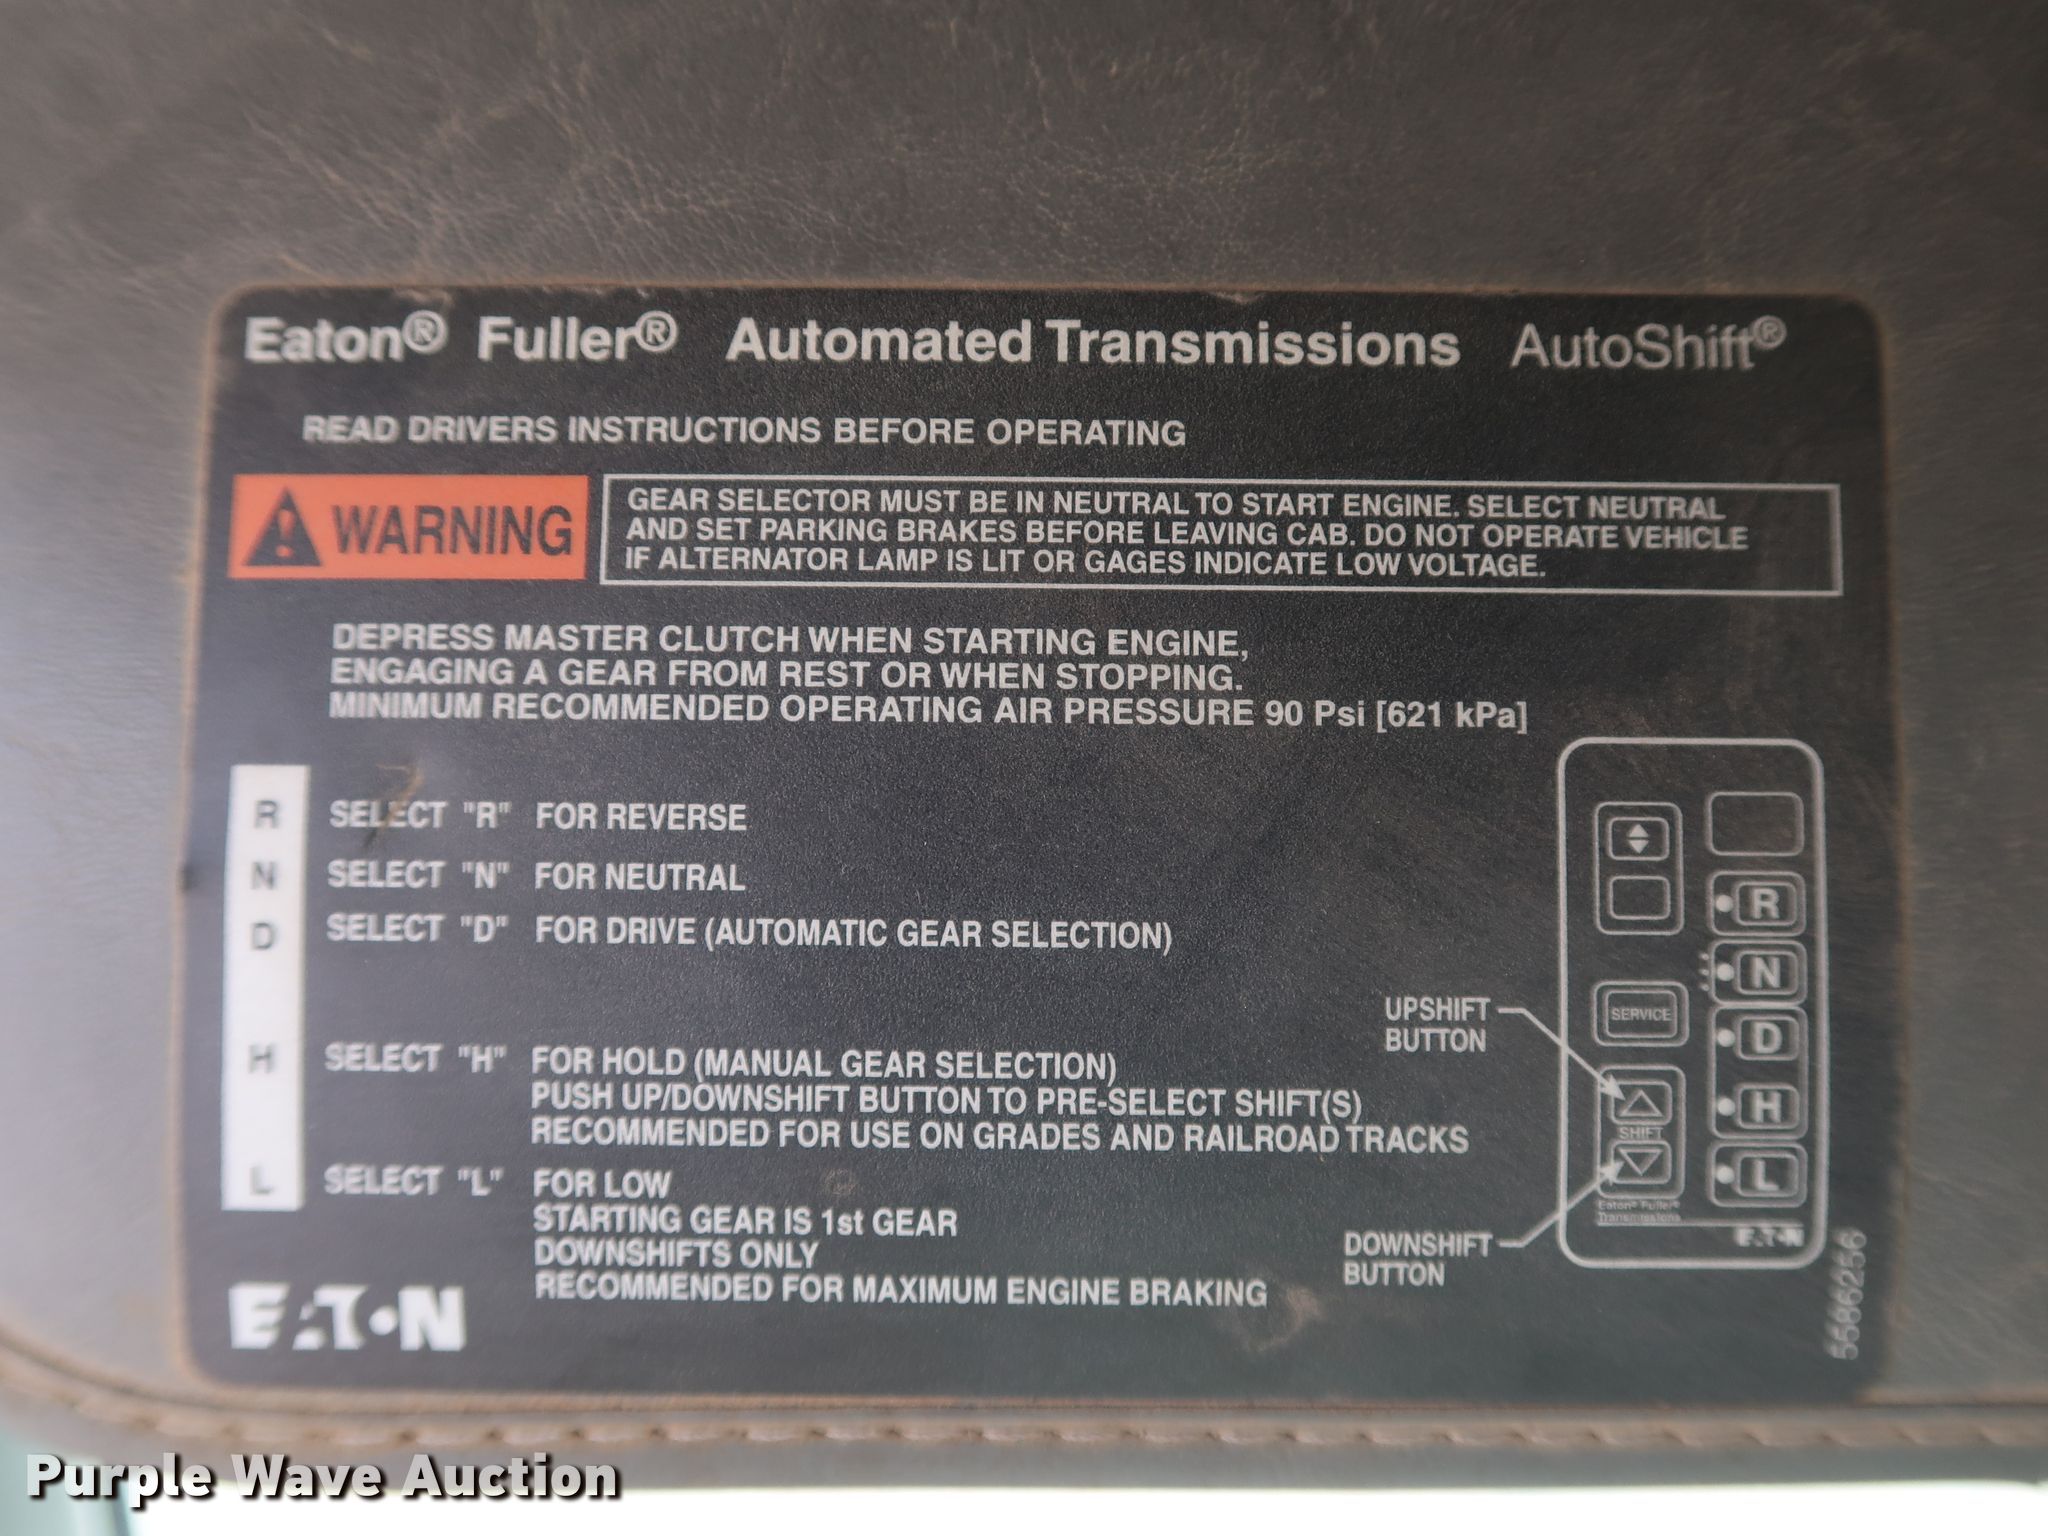 Eaton® Fuller® Automated Transmissions AutoShift®
READ DRIVERS INSTRUCTIONS BEFORE OPERATING
WARNING
GEAR SELECTOR MUST BE IN NEUTRAL TO START ENGINE. SELECT NEUTRAL
AND SET PARKING BRAKES BEFORE LEAVING CAB. DO NOT OPERATE VEHICLE
IF ALTERNATOR LAMP IS LIT OR GAGES INDICATE LOW VOLTAGE.
DEPRESS MASTER CLUTCH WHEN STARTING ENGINE,
ENGAGING A GEAR FROM REST OR WHEN STOPPING.
MINIMUM RECOMMENDED OPERATING AIR PRESSURE 90 Psi [621 kPa]
R SELECT "R" FOR REVERSE
N SELECT "N" FOR NEUTRAL
D SELECT "D" FOR DRIVE (AUTOMATIC GEAR SELECTION)
H SELECT "H" FOR HOLD (MANUAL GEAR SELECTION)
PUSH UP/DOWNSHIFT BUTTON TO PRE-SELECT SHIFT(S)
RECOMMENDED FOR USE ON GRADES AND RAILROAD TRACKS
L SELECT "L" FOR LOW
STARTING GEAR IS 1st GEAR
DOWNSHIFTS ONLY
RECOMMENDED FOR MAXIMUM ENGINE BRAKING
EATON
UPSHIFT
BUTTON
DOWNSHIFT
BUTTON
SERVICE
SHIFT
Eaton® Fuller®
Transmissions
R
N
D
H
L
EATON
5586256
Purple Wave Auction